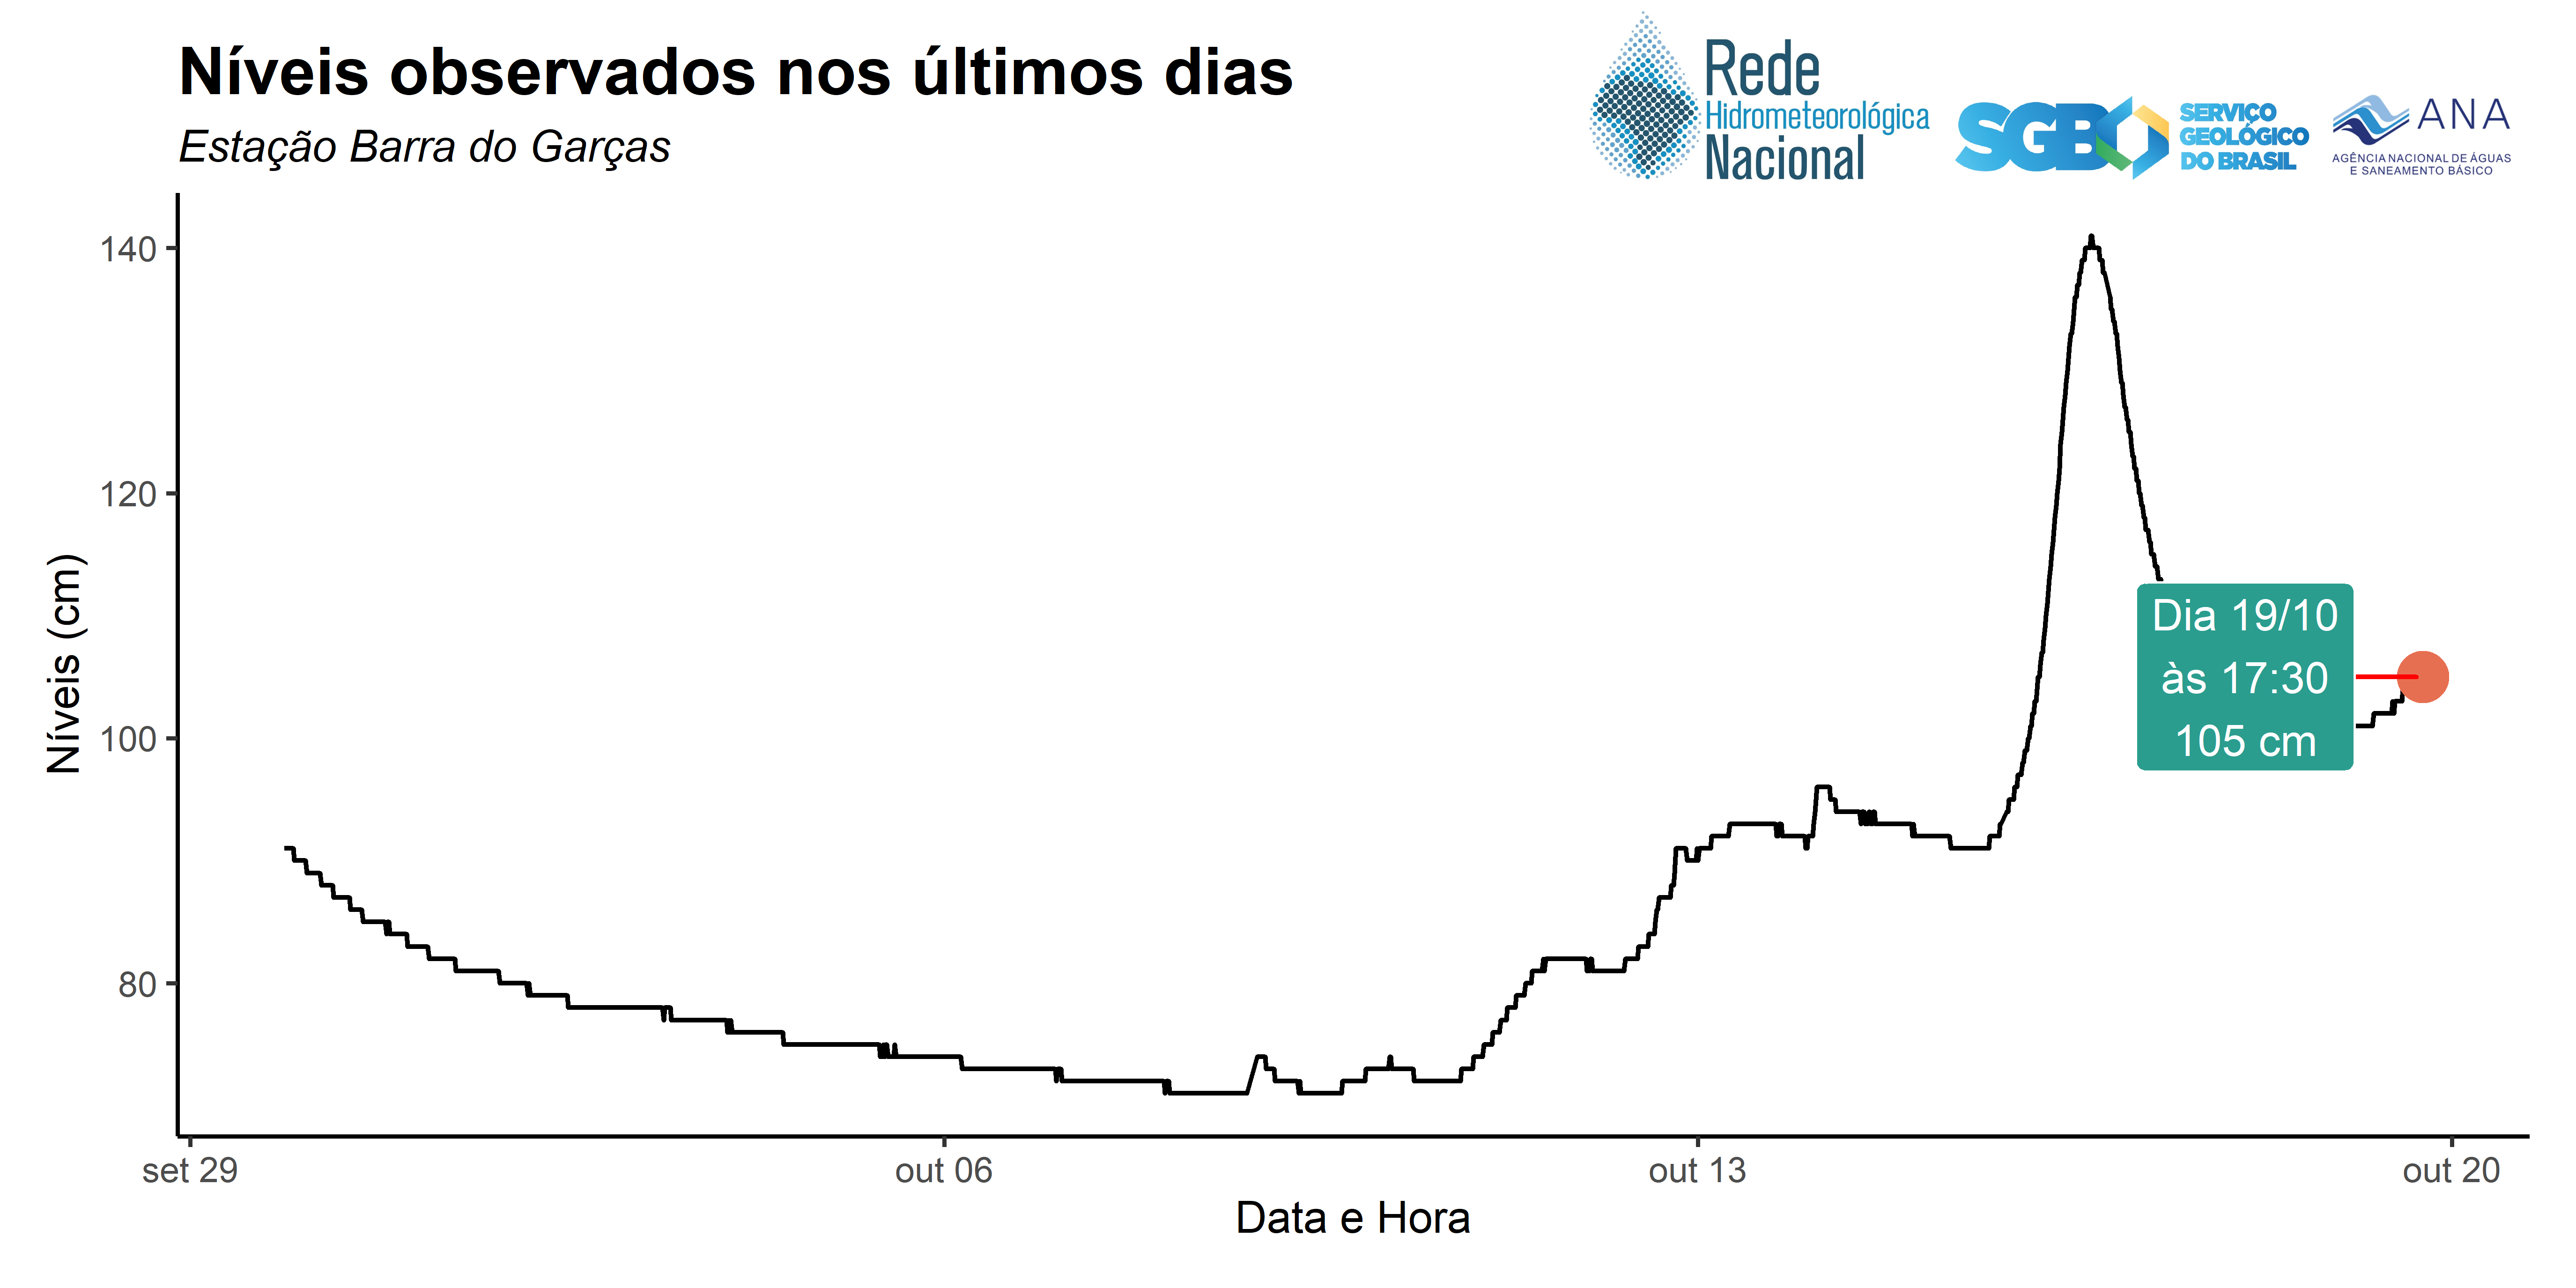 Níveis observados nos últimos dias
Estação Barra do Garças
Rede
Hidrometeorológica
Nacional
SGB
SERVIÇO
GEOLÓGICO
DO BRASIL
ANA
AGÊNCIA NACIONAL DE ÁGUAS
E SANEAMENTO BÁSICO
Níveis (cm)
140
120
100
80
Dia 19/10
às 17:30
105 cm
set 29
out 06
out 13
out 20
Data e Hora